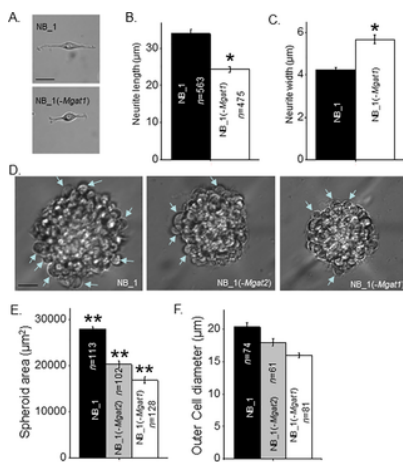 A.
NB_1
NB_1(-Mgat1)
B.
Neurite length (µm)
40
20
0
NB_1
n=563
*
NB_1(-Mgat1)
n=475
C.
Neurite width (µm)
6
4
2
0
NB_1
*
NB_1(-Mgat1)
D.
NB_1
NB_1(-Mgat2)
NB_1(-Mgat1)
E.
Spheroid area (µm²)
30000
20000
10000
0
**
n=113
NB_1
**
n=102
NB_1(-Mgat2)
**
NB_1(-Mgat1)
n=128
F.
Outer Cell diameter (µm)
20
15
10
5
0
n=74
NB_1
n=61
NB_1(-Mgat2)
NB_1(-Mgat1)
n=81